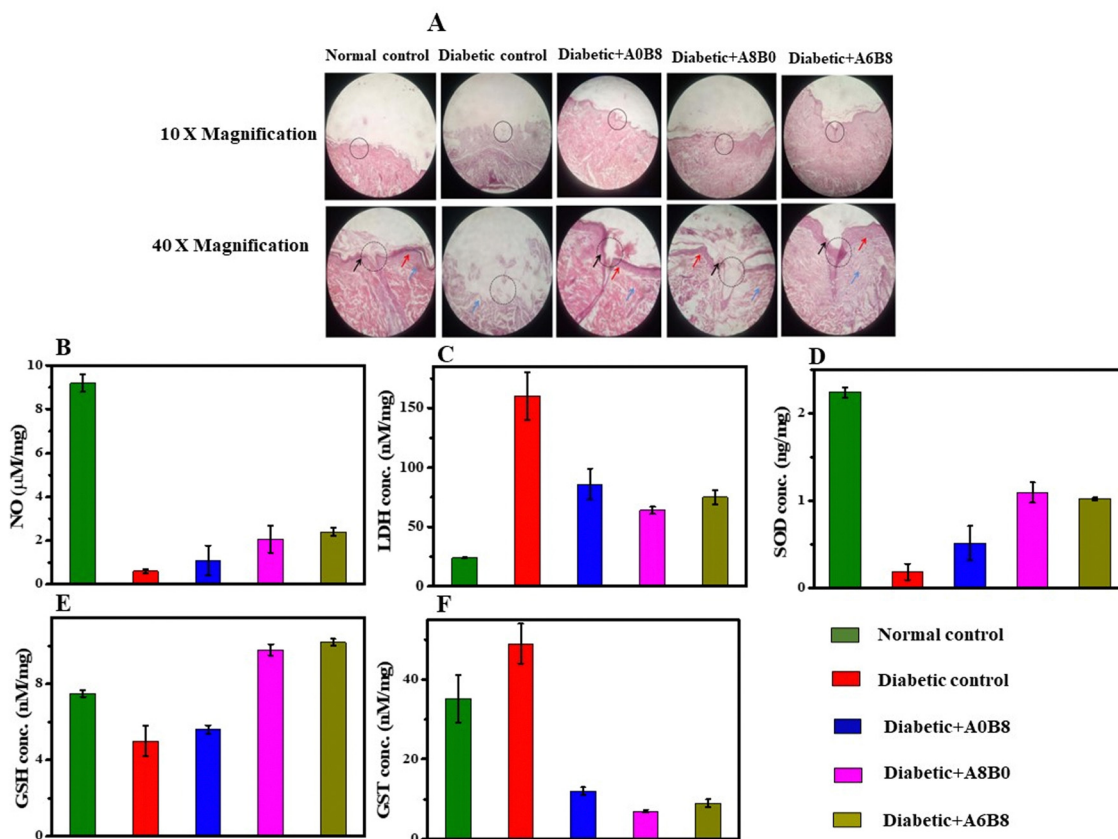 A
Normal control Diabetic control Diabetic+A0B8 Diabetic+A8B0 Diabetic+A6B8
10 X Magnification
40 X Magnification
B
NO (μM/mg)
10
8
6
4
2
0
C
LDH conc. (nM/mg)
150
100
50
0
D
SOD conc. (ng/mg)
2
1
0
E
GSH conc. (nM/mg)
8
4
0
F
GST conc. (nM/mg)
40
20
0
Normal control
Diabetic control
Diabetic+A0B8
Diabetic+A8B0
Diabetic+A6B8